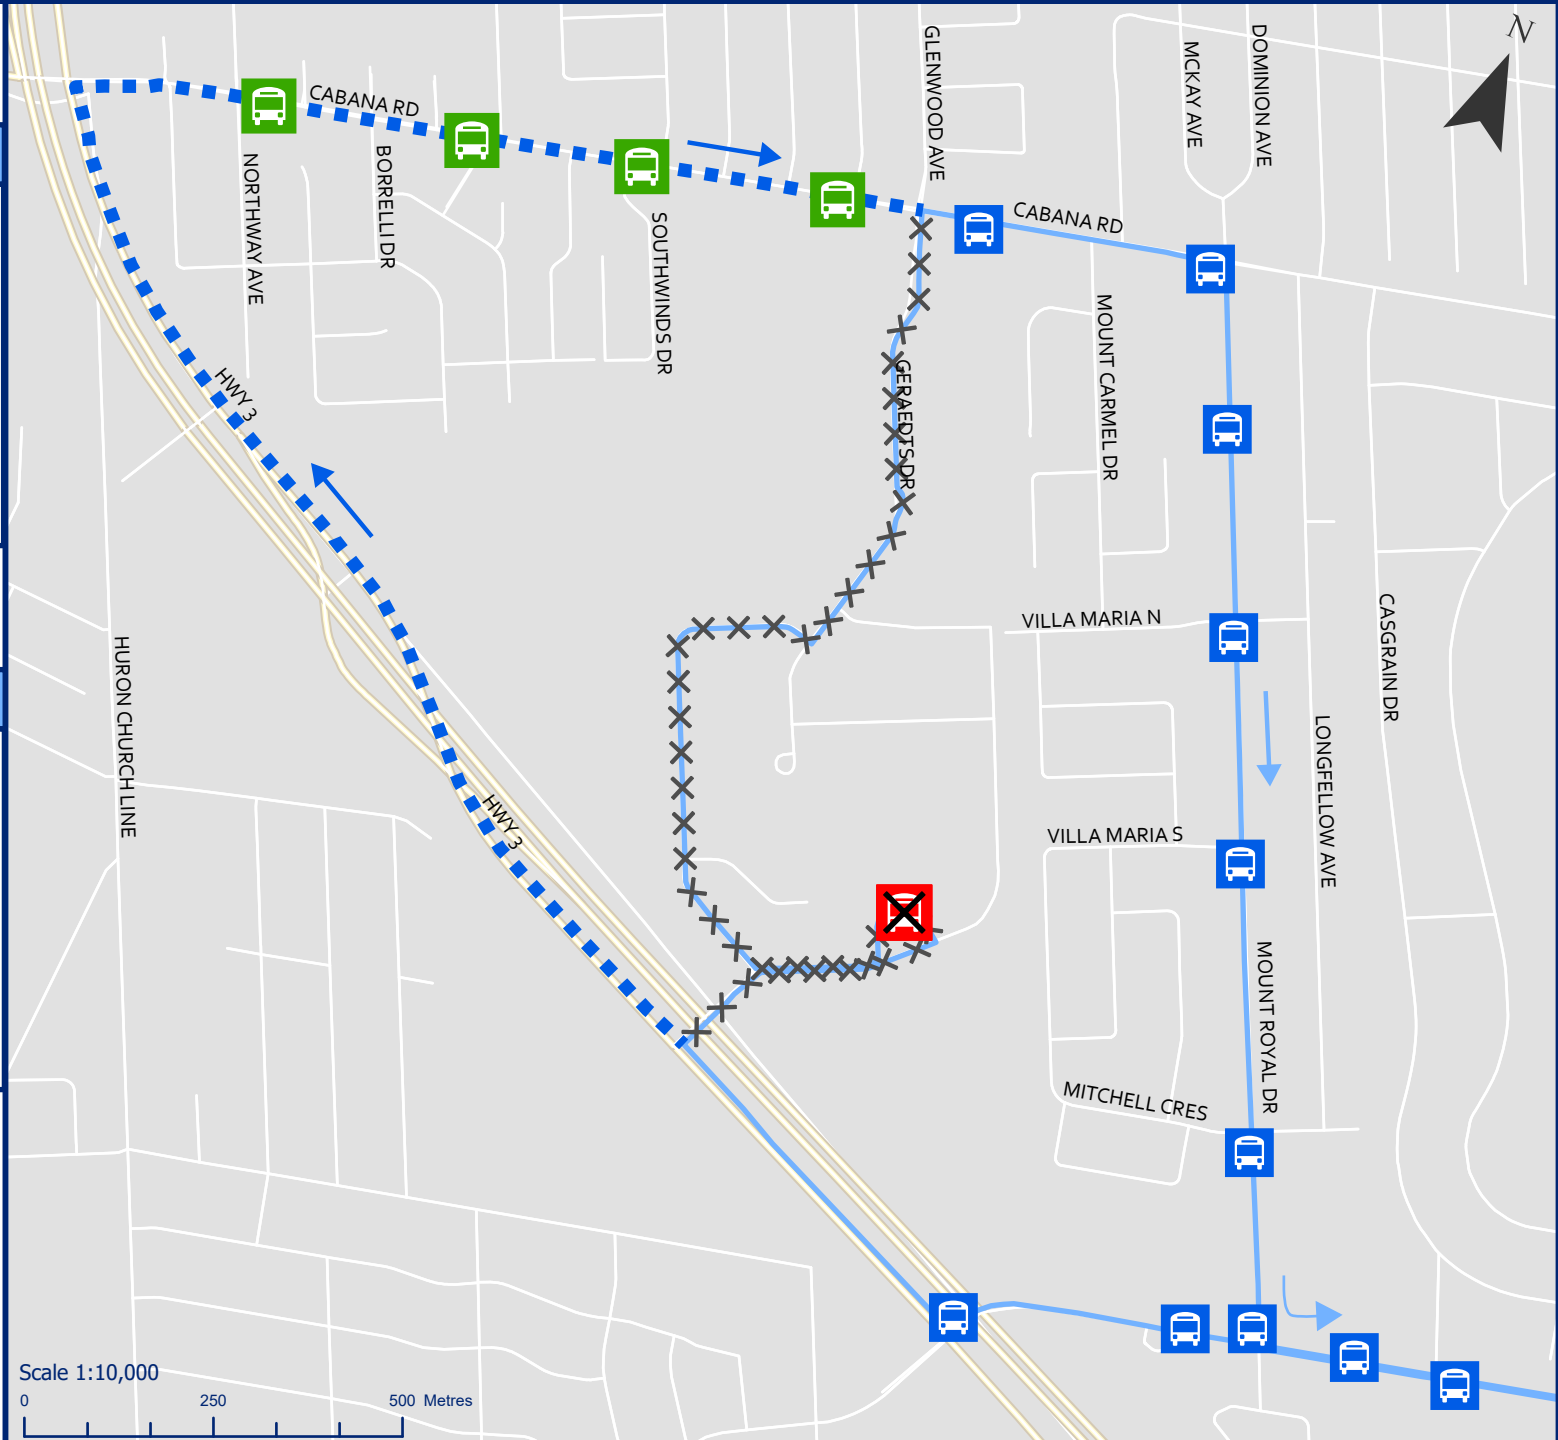 N
GLENWOOD AVE
MCKAY AVE
DOMINION AVE
CABANA RD
NORTHWAY AVE
BORRELLI DR
SOUTHWINDS DR
CABANA RD
MOUNT CARMEL DR
GERAEDTS DR
HWY 3
VILLA MARIA N
CASGRAIN DR
HURON CHURCH LINE
LONGFELLOW AVE
HWY 3
VILLA MARIA S
MOUNT ROYAL DR
MITCHELL CRES
Scale 1:10,000
0 250 500 Metres